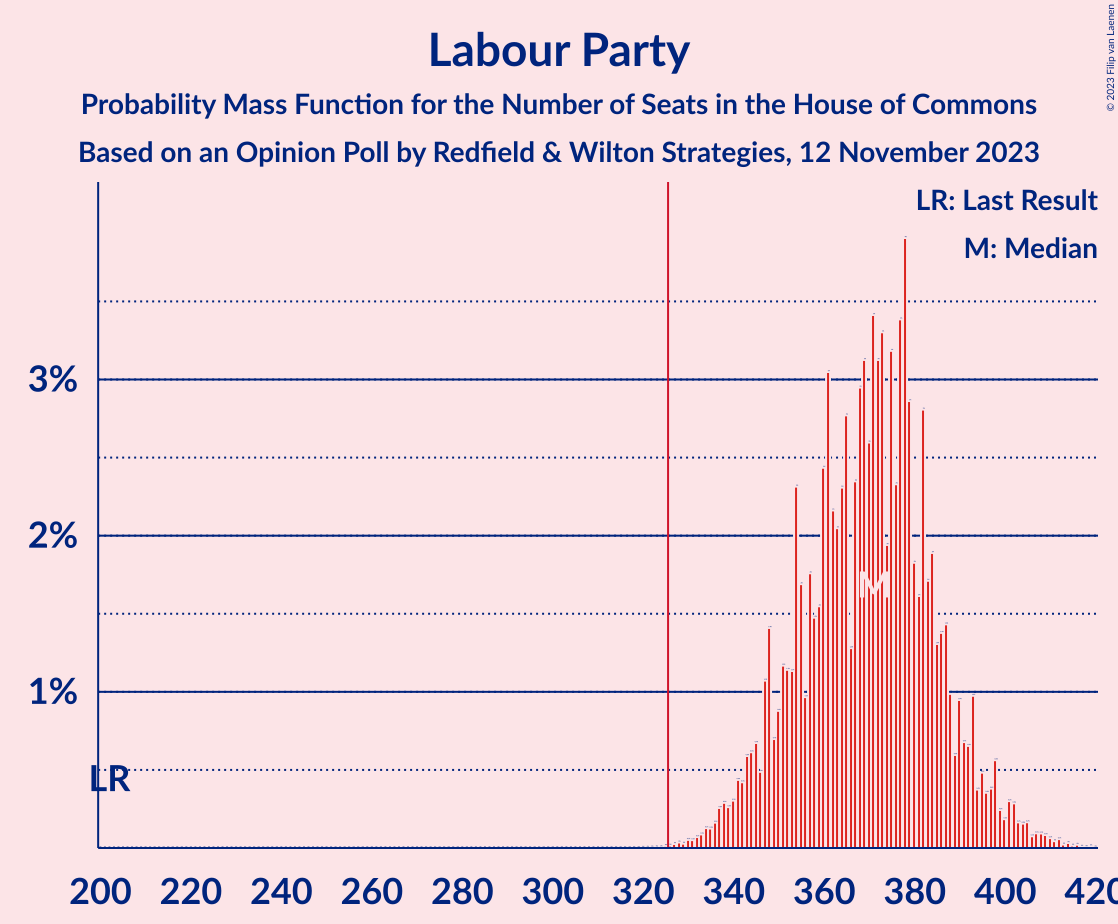 Labour Party
Probability Mass Function for the Number of Seats in the House of Commons
Based on an Opinion Poll by Redfield & Wilton Strategies, 12 November 2023
© 2023 Filip van Laenen
LR: Last Result
M: Median
3%
2%
1%
M
LR
200 220 240 260 280 300 320 340 360 380 400 420